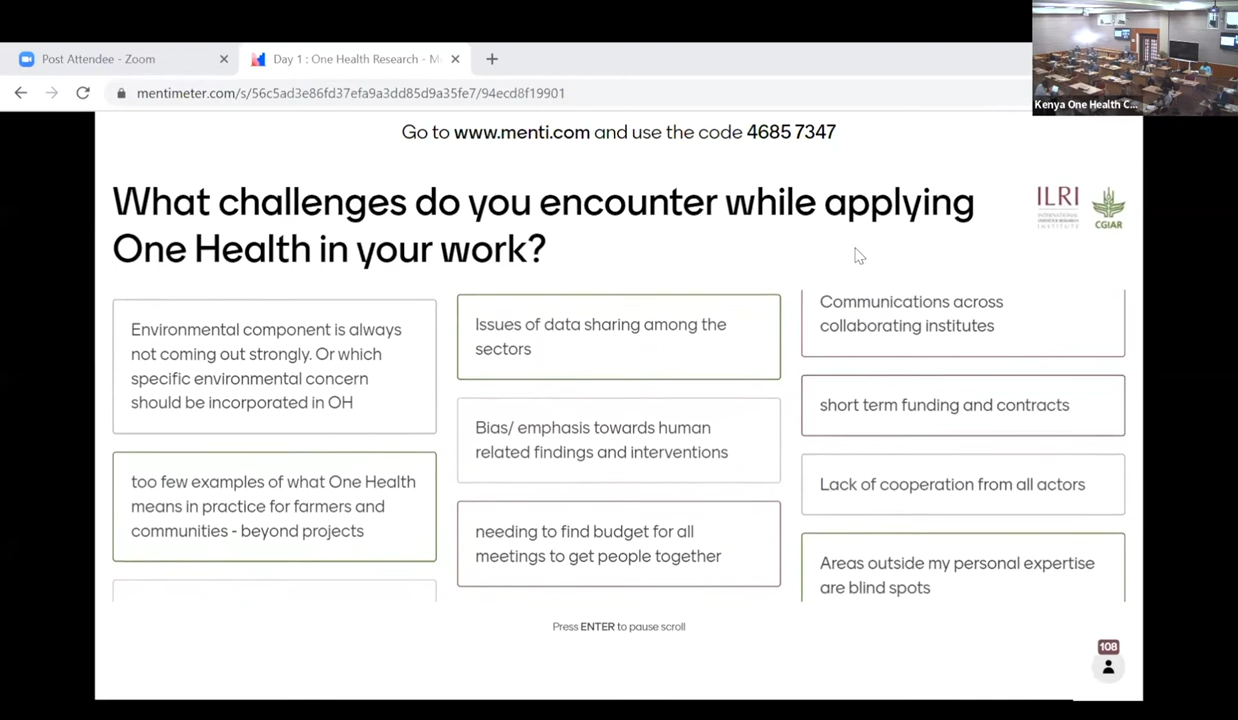 Post Attendee - Zoom
Day 1 : One Health Research - M
mentimeter.com/s/56c5ad3e86fd37efa9a3dd85d9a35fe7/94ecd8f19901
Kenya One Health C...
Go to www.menti.com and use the code 4685 7347
What challenges do you encounter while applying
One Health in your work?
ILRI
INTERNATIONAL
LIVESTOCK RESEARCH
INSTITUTE
CGIAR
Environmental component is always
not coming out strongly. Or which
specific environmental concern
should be incorporated in OH
too few examples of what One Health
means in practice for farmers and
communities - beyond projects
Issues of data sharing among the
sectors
Bias/ emphasis towards human
related findings and interventions
needing to find budget for all
meetings to get people together
Communications across
collaborating institutes
short term funding and contracts
Lack of cooperation from all actors
Areas outside my personal expertise
are blind spots
Press ENTER to pause scroll
108